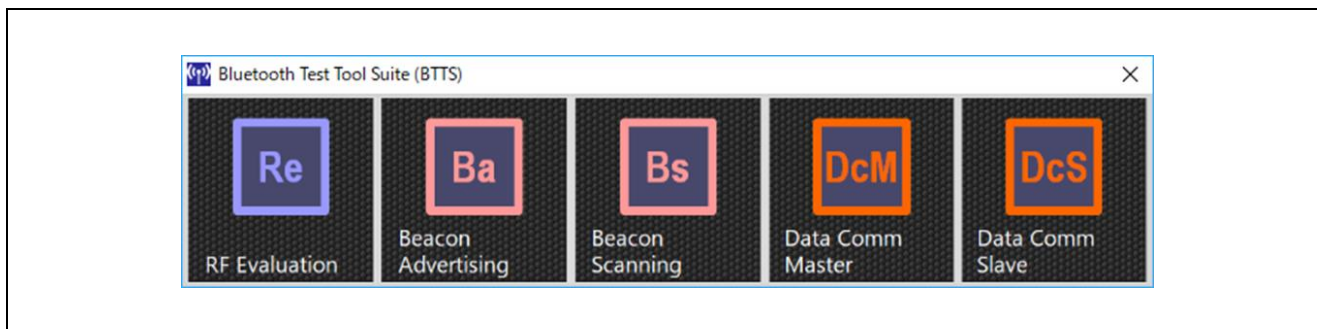 Bluetooth Test Tool Suite (BTTS)
Re
RF Evaluation
Ba
Beacon
Advertising
Bs
Beacon
Scanning
DcM
Data Comm
Master
DcS
Data Comm
Slave